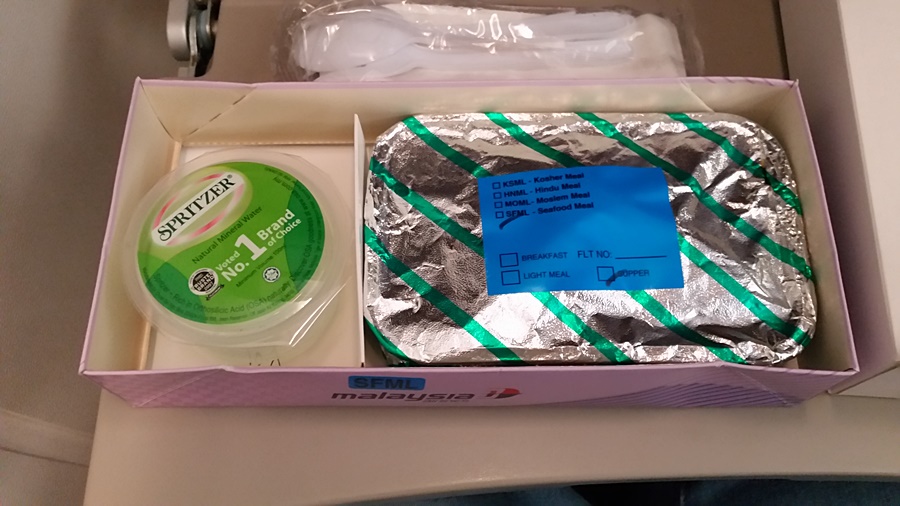 SPRITZER®
Natural Mineral Water
Voted
No.1 Brand
of Choice
KSML - Kosher Meal
HNML - Hindu Meal
MOML - Moslem Meal
SFML - Seafood Meal
BREAKFAST FLT NO:
LIGHT MEAL SUPPER
SFML
malaysia